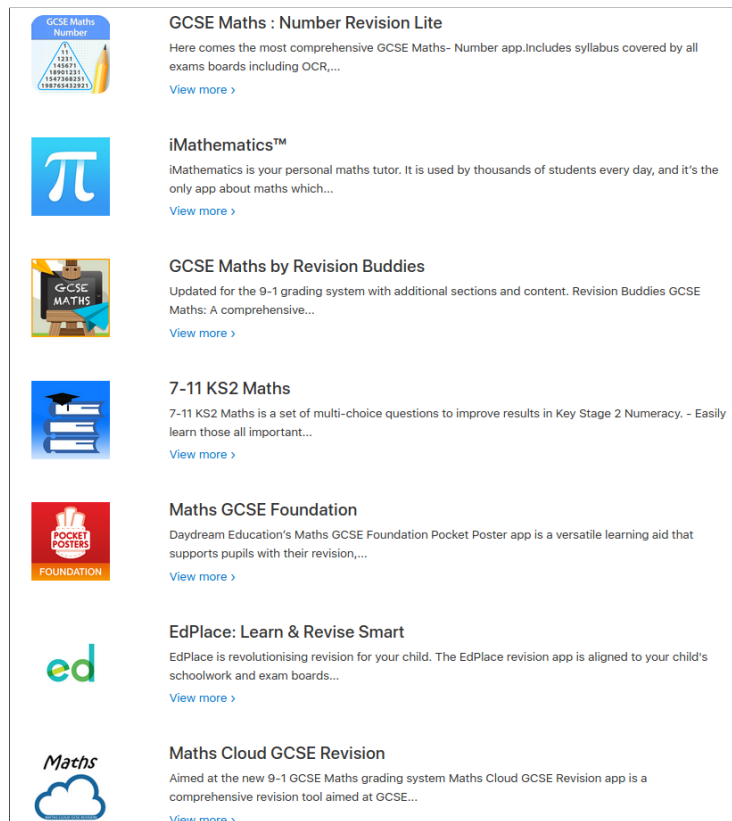 GCSE Maths
Number
1
11
1231
145671
18901231
1547368251
198765432921
GCSE Maths : Number Revision Lite
Here comes the most comprehensive GCSE Maths- Number app.Includes syllabus covered by all
exams boards including OCR,...
View more ›
π
iMathematics™
iMathematics is your personal maths tutor. It is used by thousands of students every day, and it's the
only app about maths which...
View more ›
GCSE
MATHS
GCSE Maths by Revision Buddies
Updated for the 9-1 grading system with additional sections and content. Revision Buddies GCSE
Maths: A comprehensive...
View more ›
7-11 KS2 Maths
7-11 KS2 Maths is a set of multi-choice questions to improve results in Key Stage 2 Numeracy. - Easily
learn those all important...
View more ›
POCKET
POSTERS
FOUNDATION
Maths GCSE Foundation
Daydream Education's Maths GCSE Foundation Pocket Poster app is a versatile learning aid that
supports pupils with their revision,...
View more ›
ed
EdPlace: Learn & Revise Smart
EdPlace is revolutionising revision for your child. The EdPlace revision app is aligned to your child's
schoolwork and exam boards...
View more ›
Maths
MATHS CLOUD GCSE REVISION
Maths Cloud GCSE Revision
Aimed at the new 9-1 GCSE Maths grading system Maths Cloud GCSE Revision app is a
comprehensive revision tool aimed at GCSE...
View more ›